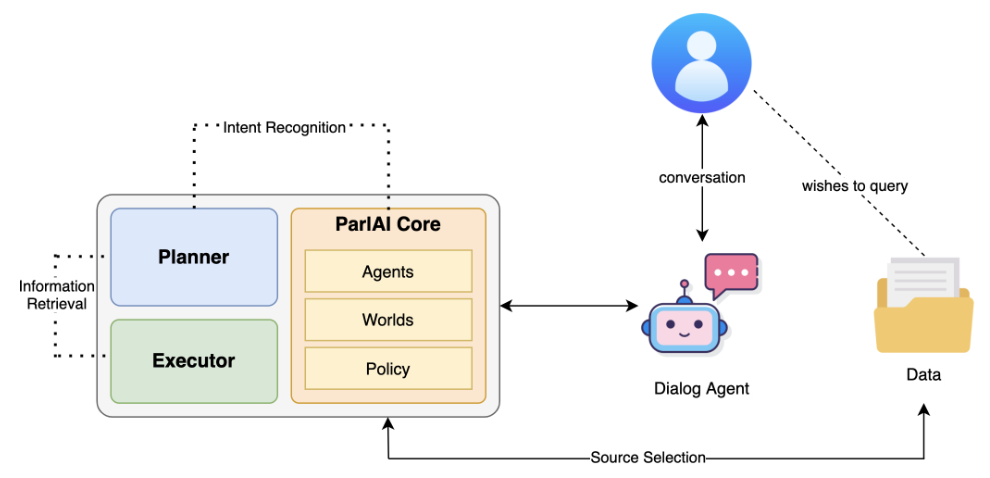 Intent Recognition
conversation
wishes to query
Planner
ParlAI Core
Agents
Worlds
Policy
Information
Retrieval
Executor
Dialog Agent
Data
Source Selection